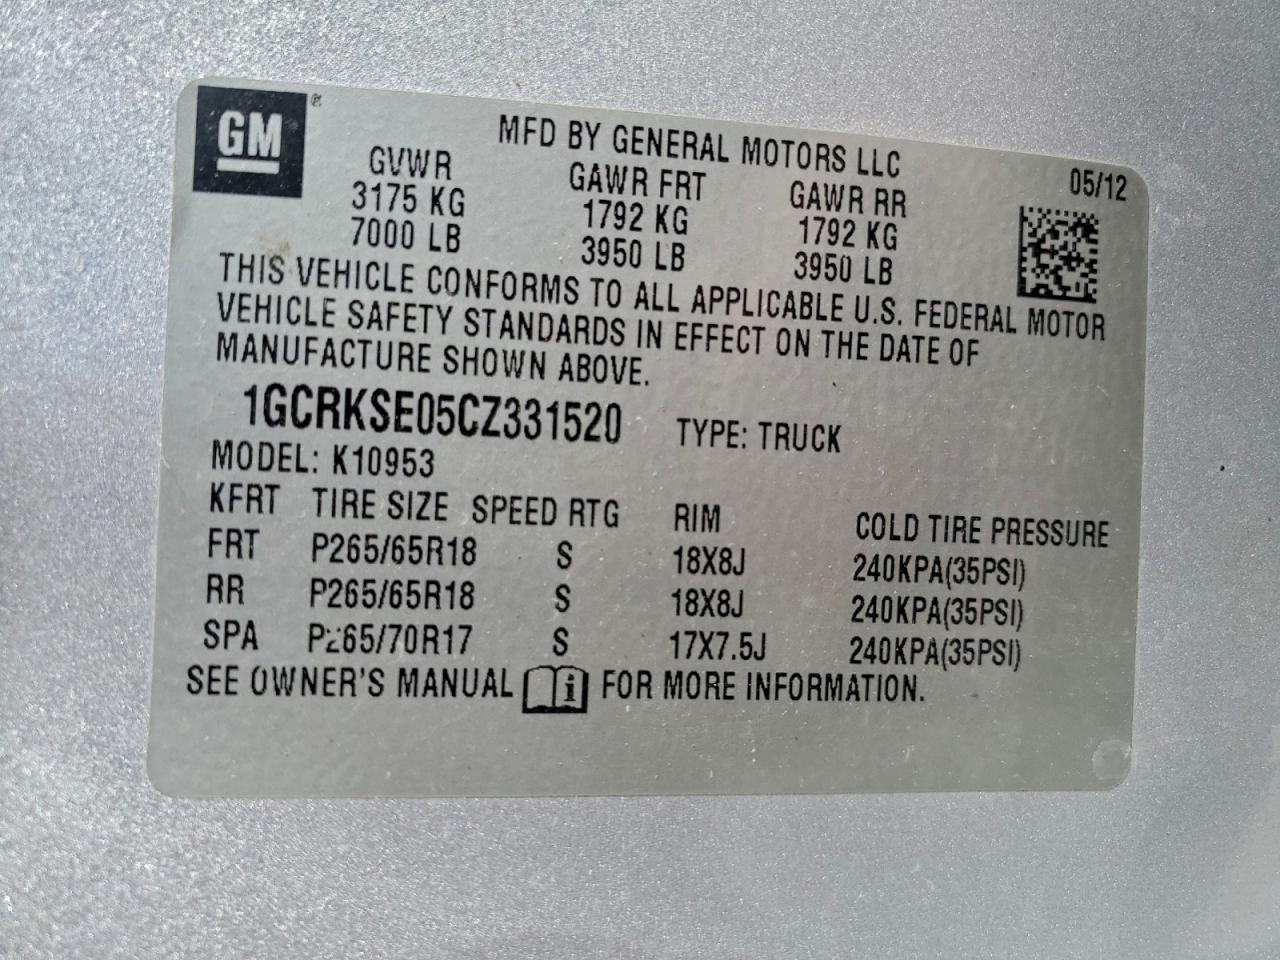 GM ®
MFD BY GENERAL MOTORS LLC
05/12
GVWR GAWR FRT GAWR RR
3175 KG 1792 KG 1792 KG
7000 LB 3950 LB 3950 LB
THIS VEHICLE CONFORMS TO ALL APPLICABLE U.S. FEDERAL MOTOR
VEHICLE SAFETY STANDARDS IN EFFECT ON THE DATE OF
MANUFACTURE SHOWN ABOVE.
1GCRKSE05CZ331520 TYPE: TRUCK
MODEL: K10953
KFRT TIRE SIZE SPEED RTG RIM COLD TIRE PRESSURE
FRT P265/65R18 S 18X8J 240KPA(35PSI)
RR P265/65R18 S 18X8J 240KPA(35PSI)
SPA P265/70R17 S 17X7.5J 240KPA(35PSI)
SEE OWNER'S MANUAL i FOR MORE INFORMATION.